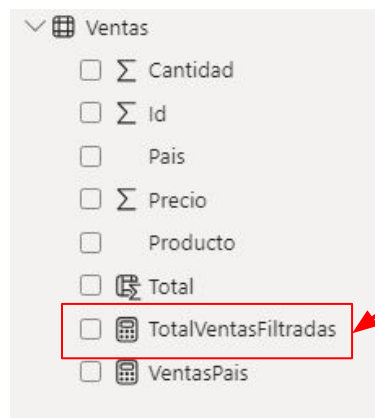 Ventas
Cantidad
Id
Pais
Precio
Producto
Total
TotalVentasFiltradas
VentasPais